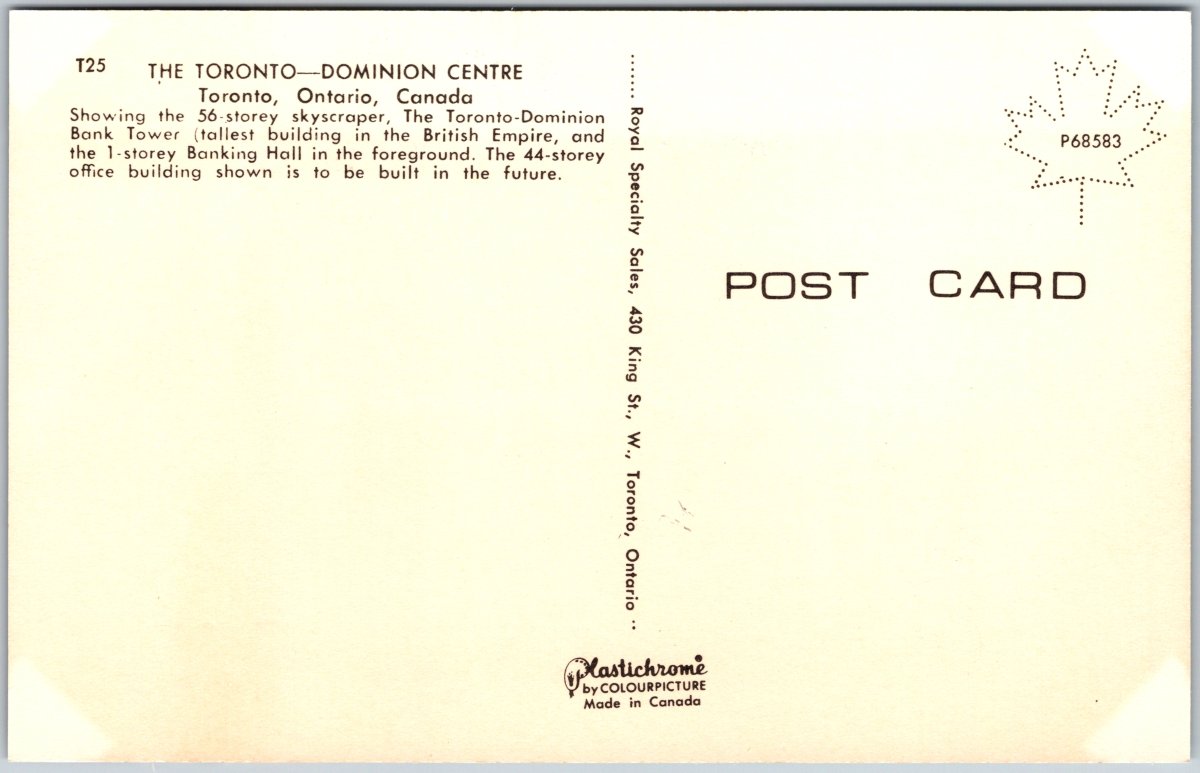 T25 THE TORONTO—DOMINION CENTRE
Toronto, Ontario, Canada
Showing the 56-storey skyscraper, The Toronto-Dominion
Bank Tower (tallest building in the British Empire, and
the 1-storey Banking Hall in the foreground. The 44-storey
office building shown is to be built in the future.
Royal Specialty Sales, 430 King St., W., Toronto, Ontario
P68583
POST CARD
Plastichrome
by COLOURPICTURE
Made in Canada